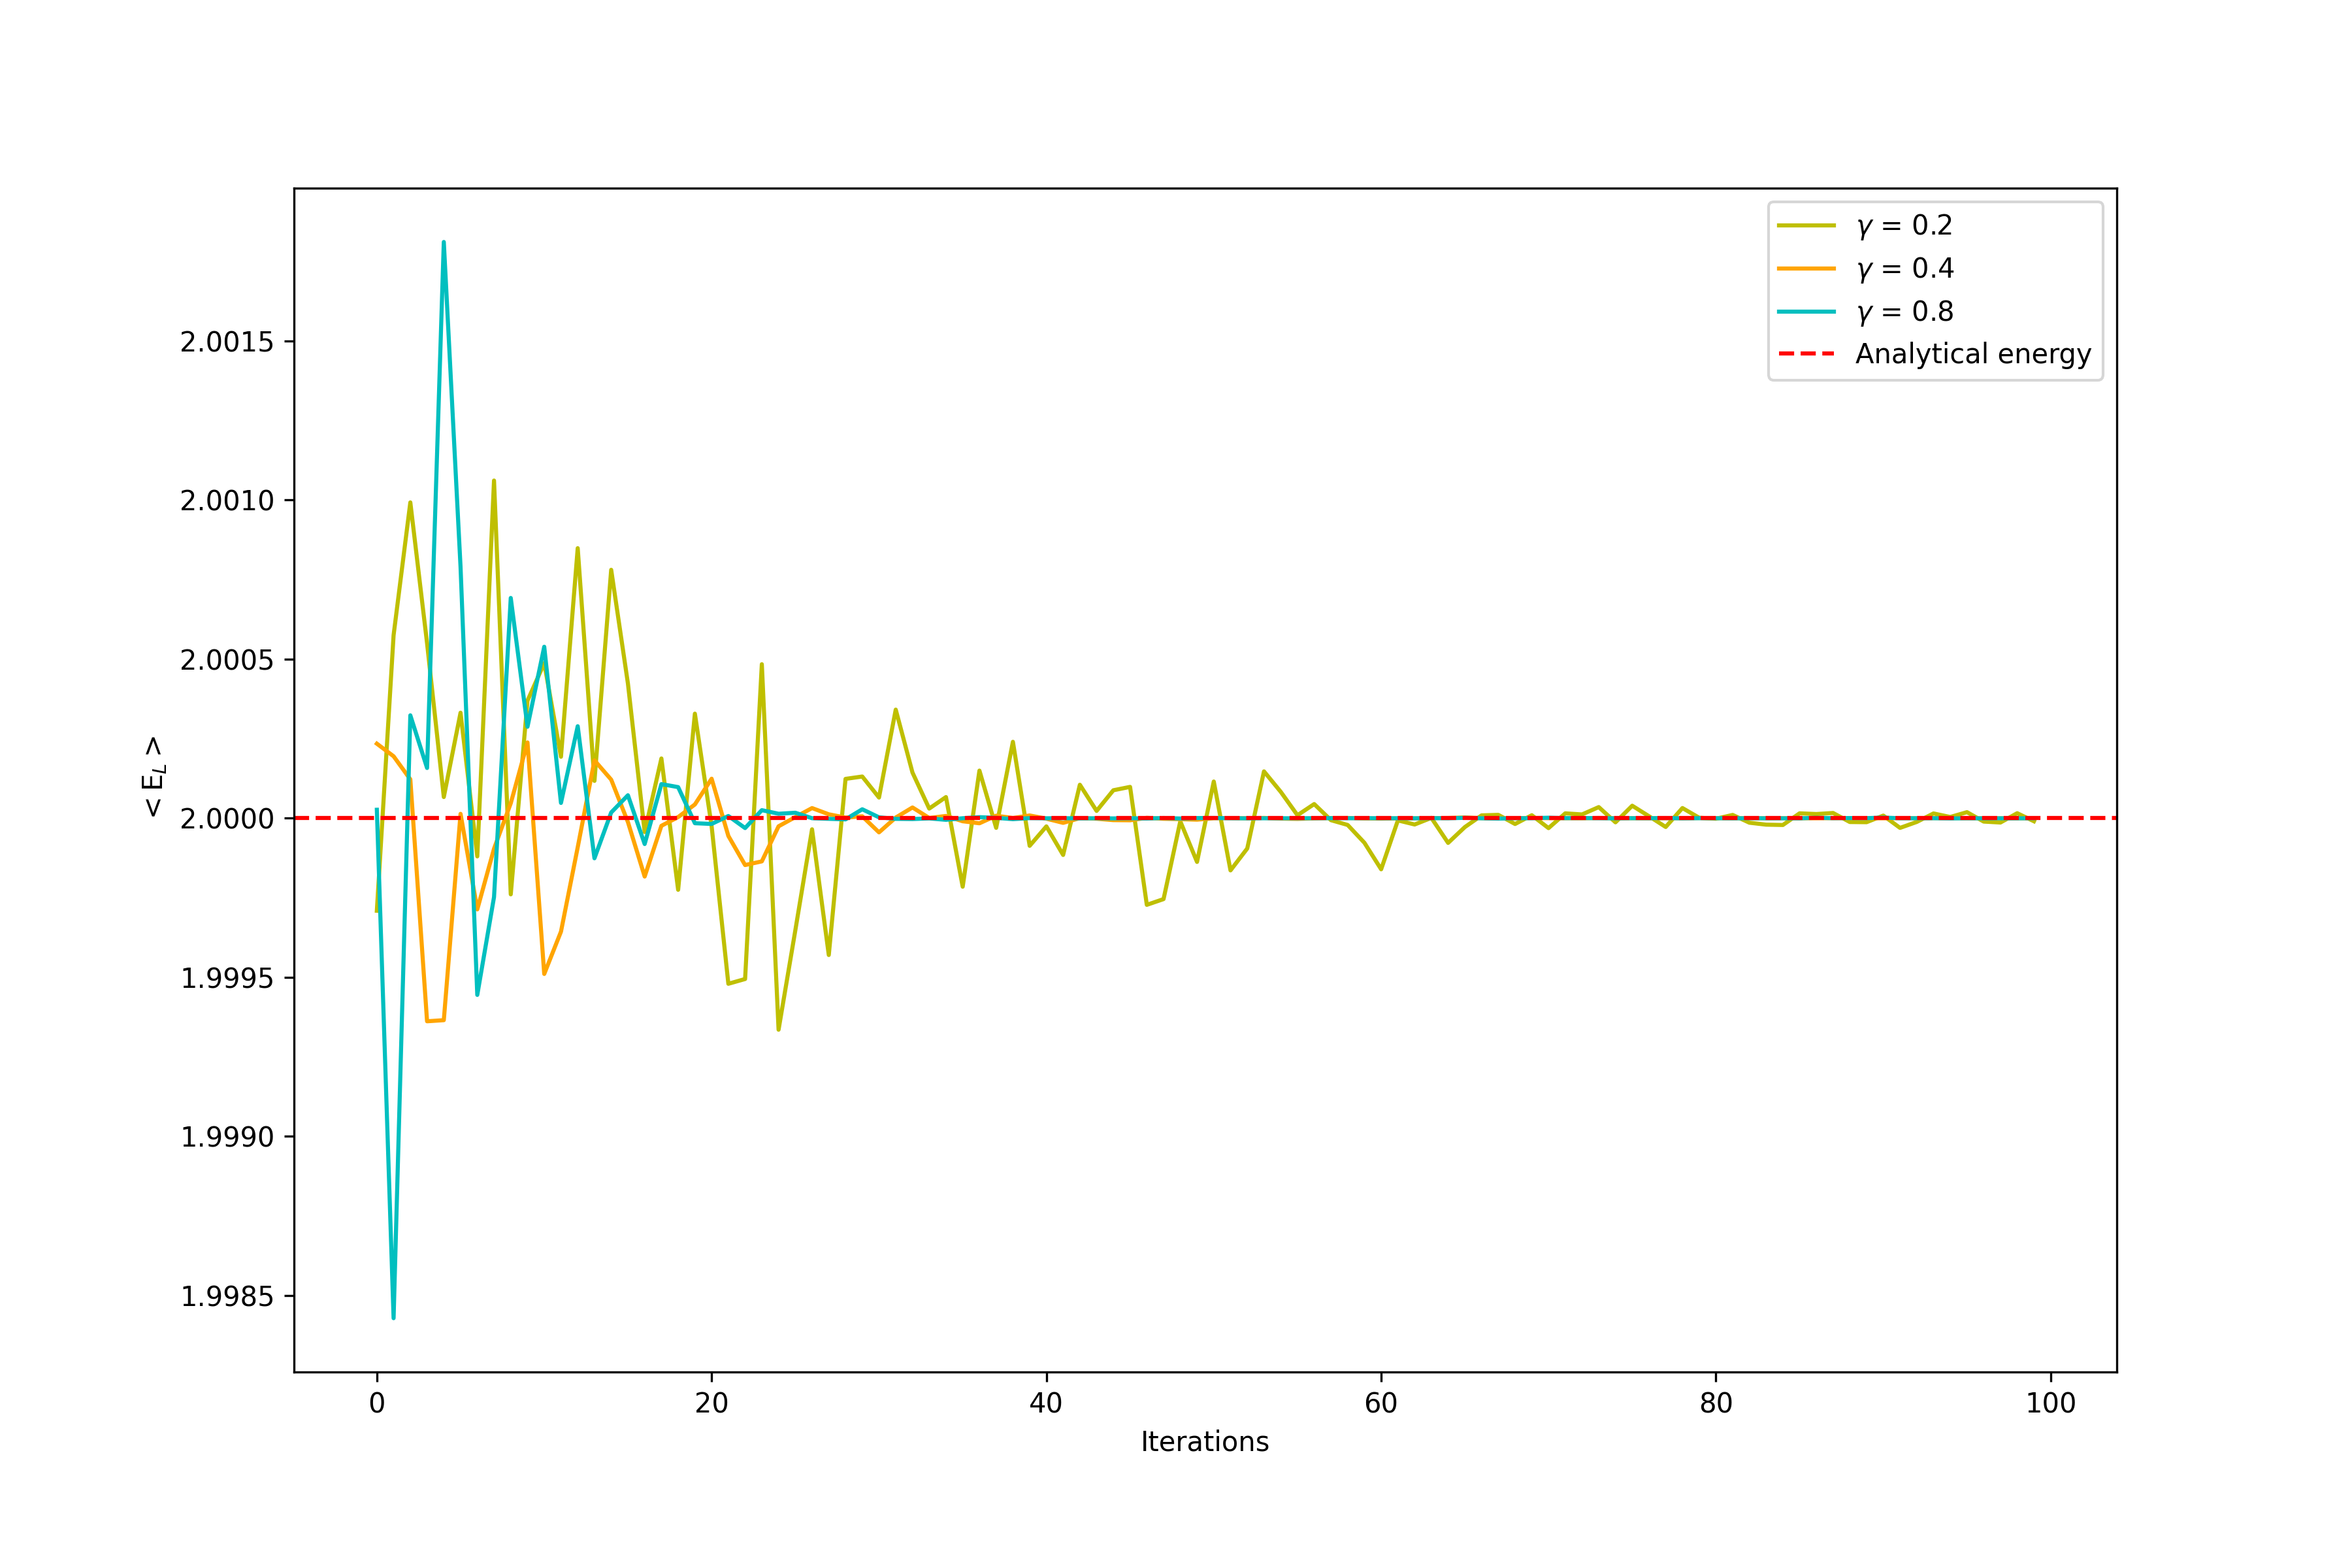 γ = 0.2
γ = 0.4
γ = 0.8
Analytical energy
2.0015
2.0010
2.0005
2.0000
1.9995
1.9990
1.9985
< E_L >
0 20 40 60 80 100
Iterations